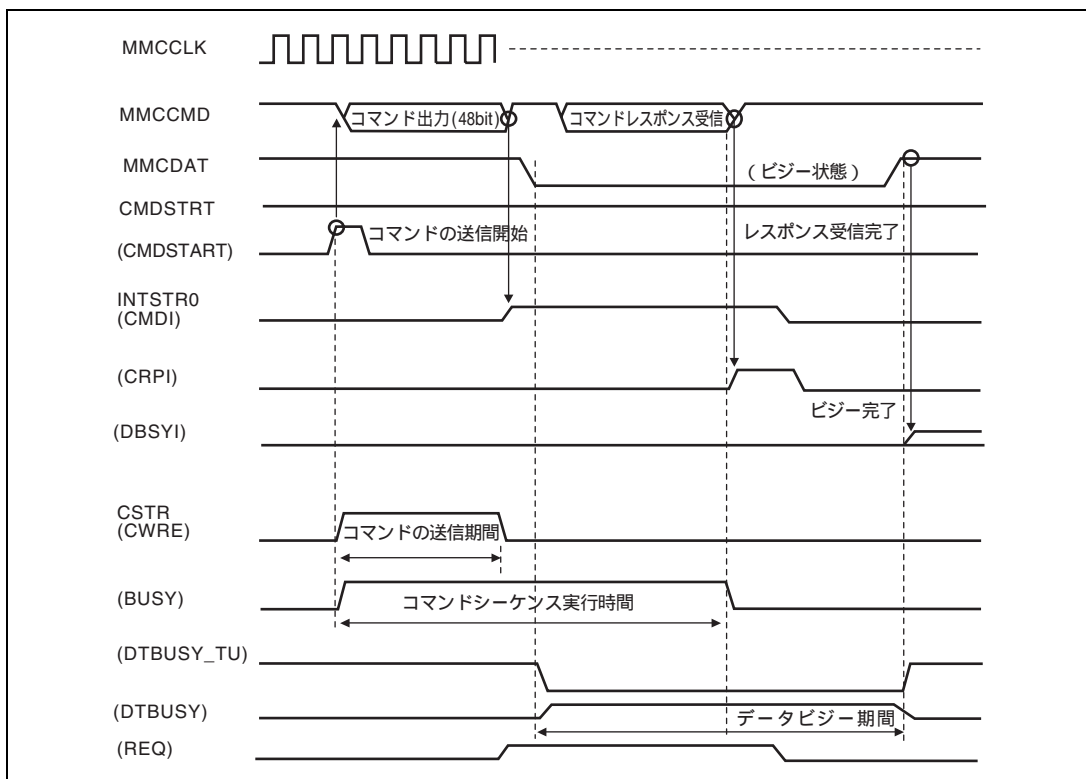 MMCCLK
MMCCMD
コマンド出力(48bit)
コマンドレスポンス受信
MMCDAT
(ビジー状態)
CMDSTRT
(CMDSTART)
コマンドの送信開始
レスポンス受信完了
INTSTR0
(CMDI)
(CRPI)
ビジー完了
(DBSYI)
CSTR
(CWRE)
コマンドの送信期間
(BUSY)
コマンドシーケンス実行時間
(DTBUSY_TU)
(DTBUSY)
データビジー期間
(REQ)